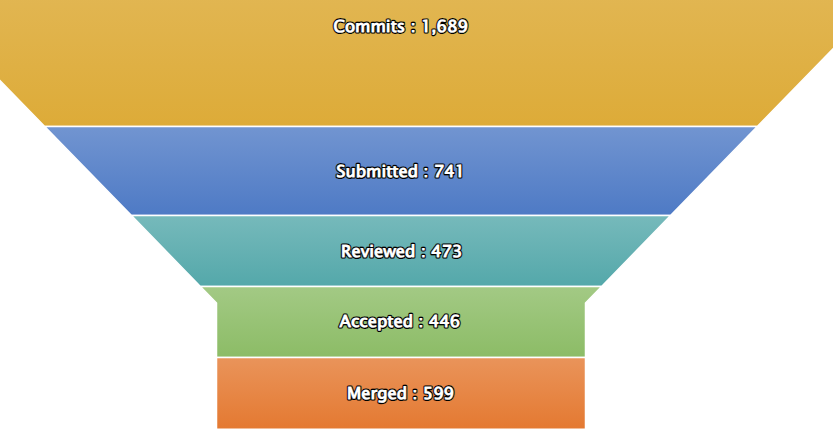 Commits : 1,689
Submitted : 741
Reviewed : 473
Accepted : 446
Merged : 599